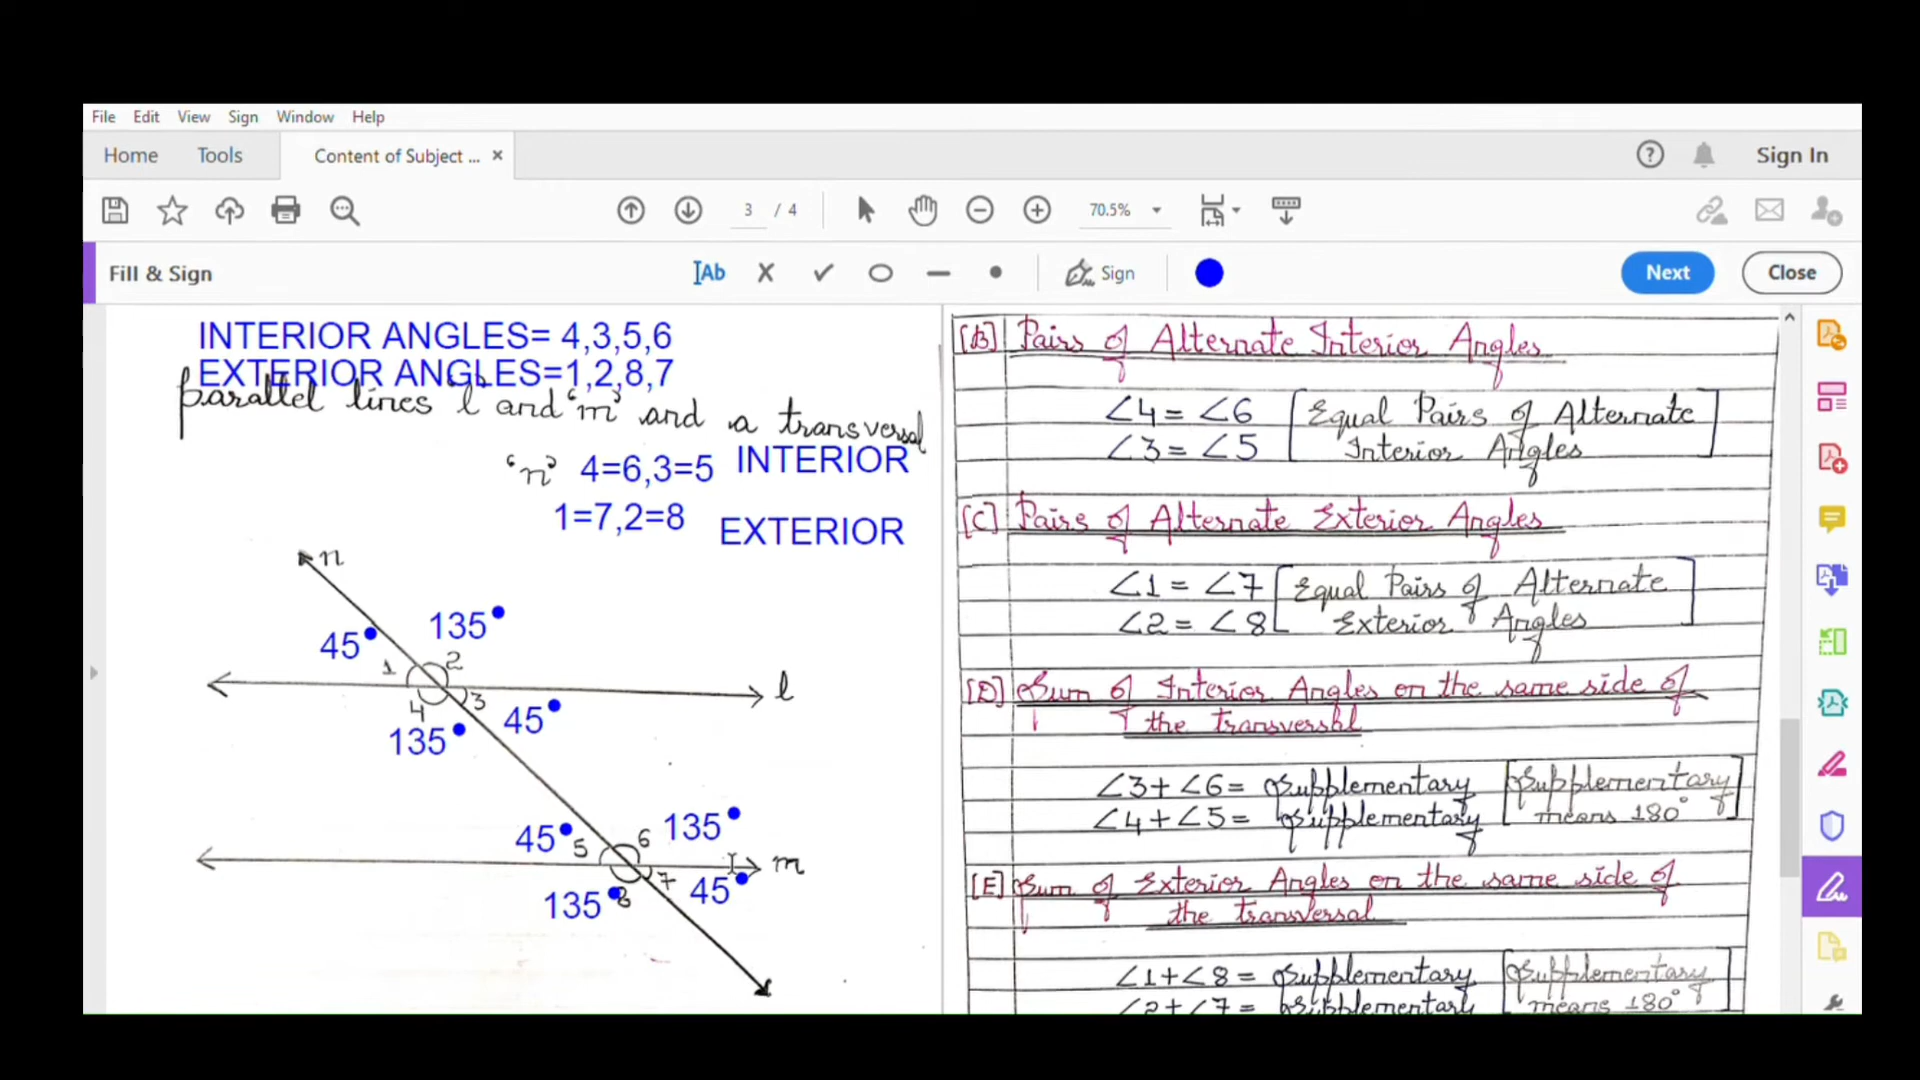 File Edit View Sign Window Help
Home Tools Content of Subject ... × Sign In
3 / 4 70.5%
Fill & Sign Ab Sign Next Close
INTERIOR ANGLES= 4,3,5,6
EXTERIOR ANGLES=1,2,8,7
parallel lines 'l' and 'm' and a transversal
'n' 4=6,3=5 INTERIOR
1=7,2=8 EXTERIOR
n
45• 135•
1 2
l
4 3
135• 45•
45• 135•
5 6
m
8 7
135• 45•
[B] Pairs of Alternate Interior Angles
∠4 = ∠6 [Equal Pairs of Alternate
∠3 = ∠5 Interior Angles]
[C] Pairs of Alternate Exterior Angles
∠1 = ∠7 [Equal Pairs of Alternate
∠2 = ∠8 Exterior Angles]
[D] Sum of Interior Angles on the same side of
the transversal
∠3+ ∠6 = Supplementary [Supplementary
∠4+ ∠5 = Supplementary means 180°]
[E] Sum of Exterior Angles on the same side of
the transversal
∠1+∠8 = Supplementary [Supplementary
∠2+ ∠7 = Supplementary means 180°]